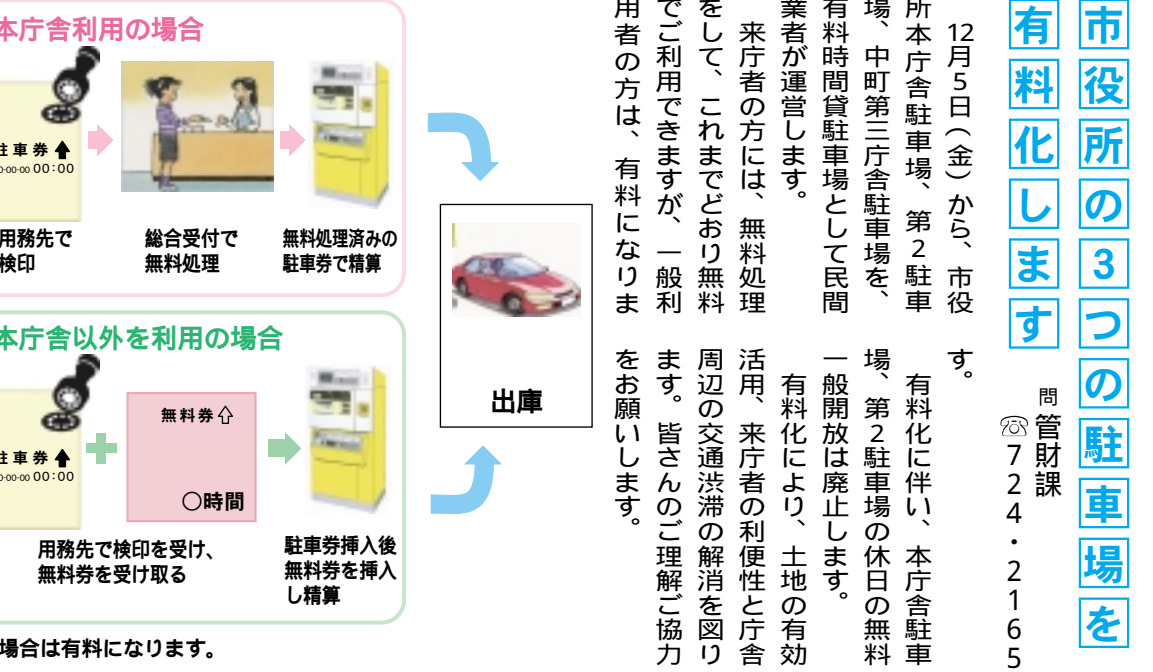 市役所の3つの駐車場を
有料化します
問管財課
☏724・2165
12月5日(金)から、市役
所本庁舎駐車場、第2駐車
場、中町第三庁舎駐車場を、
有料時間貸駐車場として民間
業者が運営します。
来庁者の方には、無料処理
をして、これまでどおり無料
でご利用できますが、一般利
用者の方は、有料になりま
す。
有料化に伴い、本庁舎駐車
場、第2駐車場の休日の無料
一般開放は廃止します。
有料化により、土地の有効
活用、来庁者の利便性と庁舎
周辺の交通渋滞の解消を図り
ます。皆さんのご理解ご協力
をお願いします。
本庁舎利用の場合
車券⬆
00:00
用務先で
検印
総合受付で
無料処理
無料処理済みの
駐車券で精算
出庫
本庁舎以外を利用の場合
車券⬆
00:00
無料券⇧
○時間
用務先で検印を受け、
無料券を受け取る
駐車券挿入後
無料券を挿入
し精算
場合は有料になります。